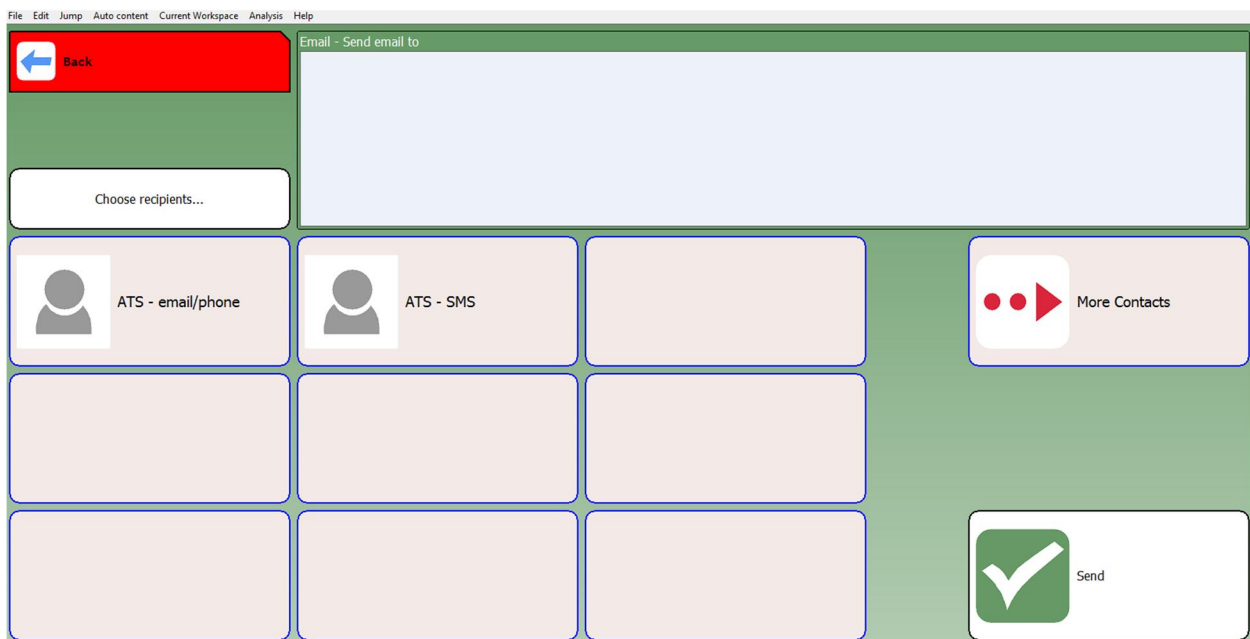 File Edit Jump Auto content Current Workspace Analysis Help
Back
Email - Send email to
Choose recipients...
ATS - email/phone
ATS - SMS
More Contacts
Send